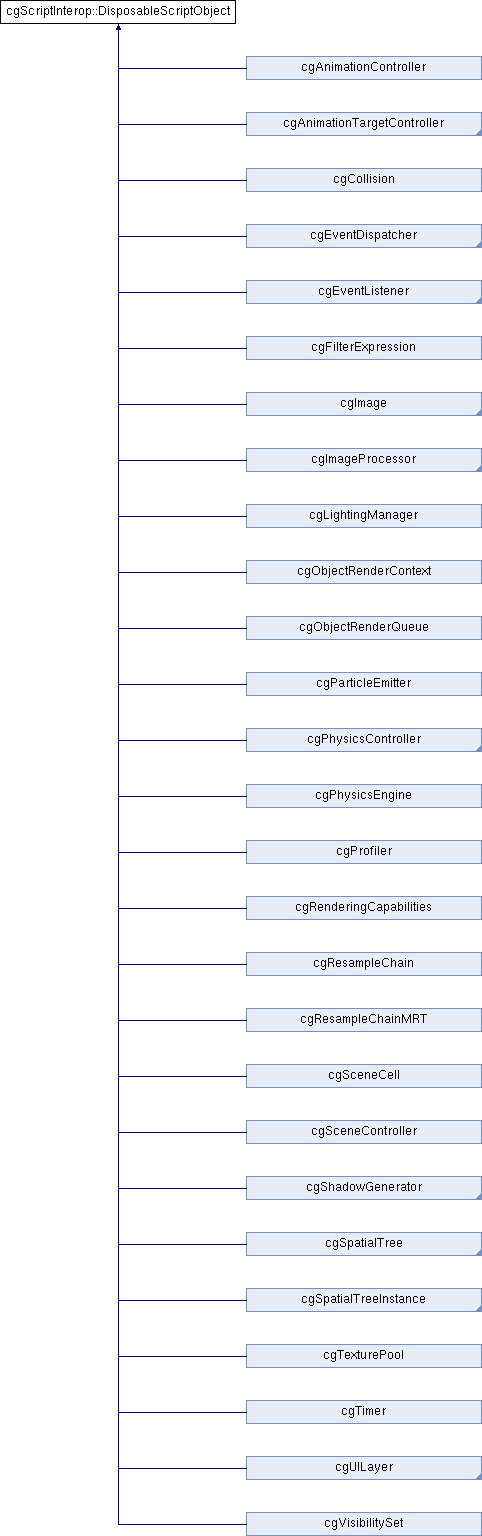 cgScriptInterop::DisposableScriptObject
cgAnimationController
cgAnimationTargetController
cgCollision
cgEventDispatcher
cgEventListener
cgFilterExpression
cgImage
cgImageProcessor
cgLightingManager
cgObjectRenderContext
cgObjectRenderQueue
cgParticleEmitter
cgPhysicsController
cgPhysicsEngine
cgProfiler
cgRenderingCapabilities
cgResampleChain
cgResampleChainMRT
cgSceneCell
cgSceneController
cgShadowGenerator
cgSpatialTree
cgSpatialTreeInstance
cgTexturePool
cgTimer
cgUILayer
cgVisibilitySet